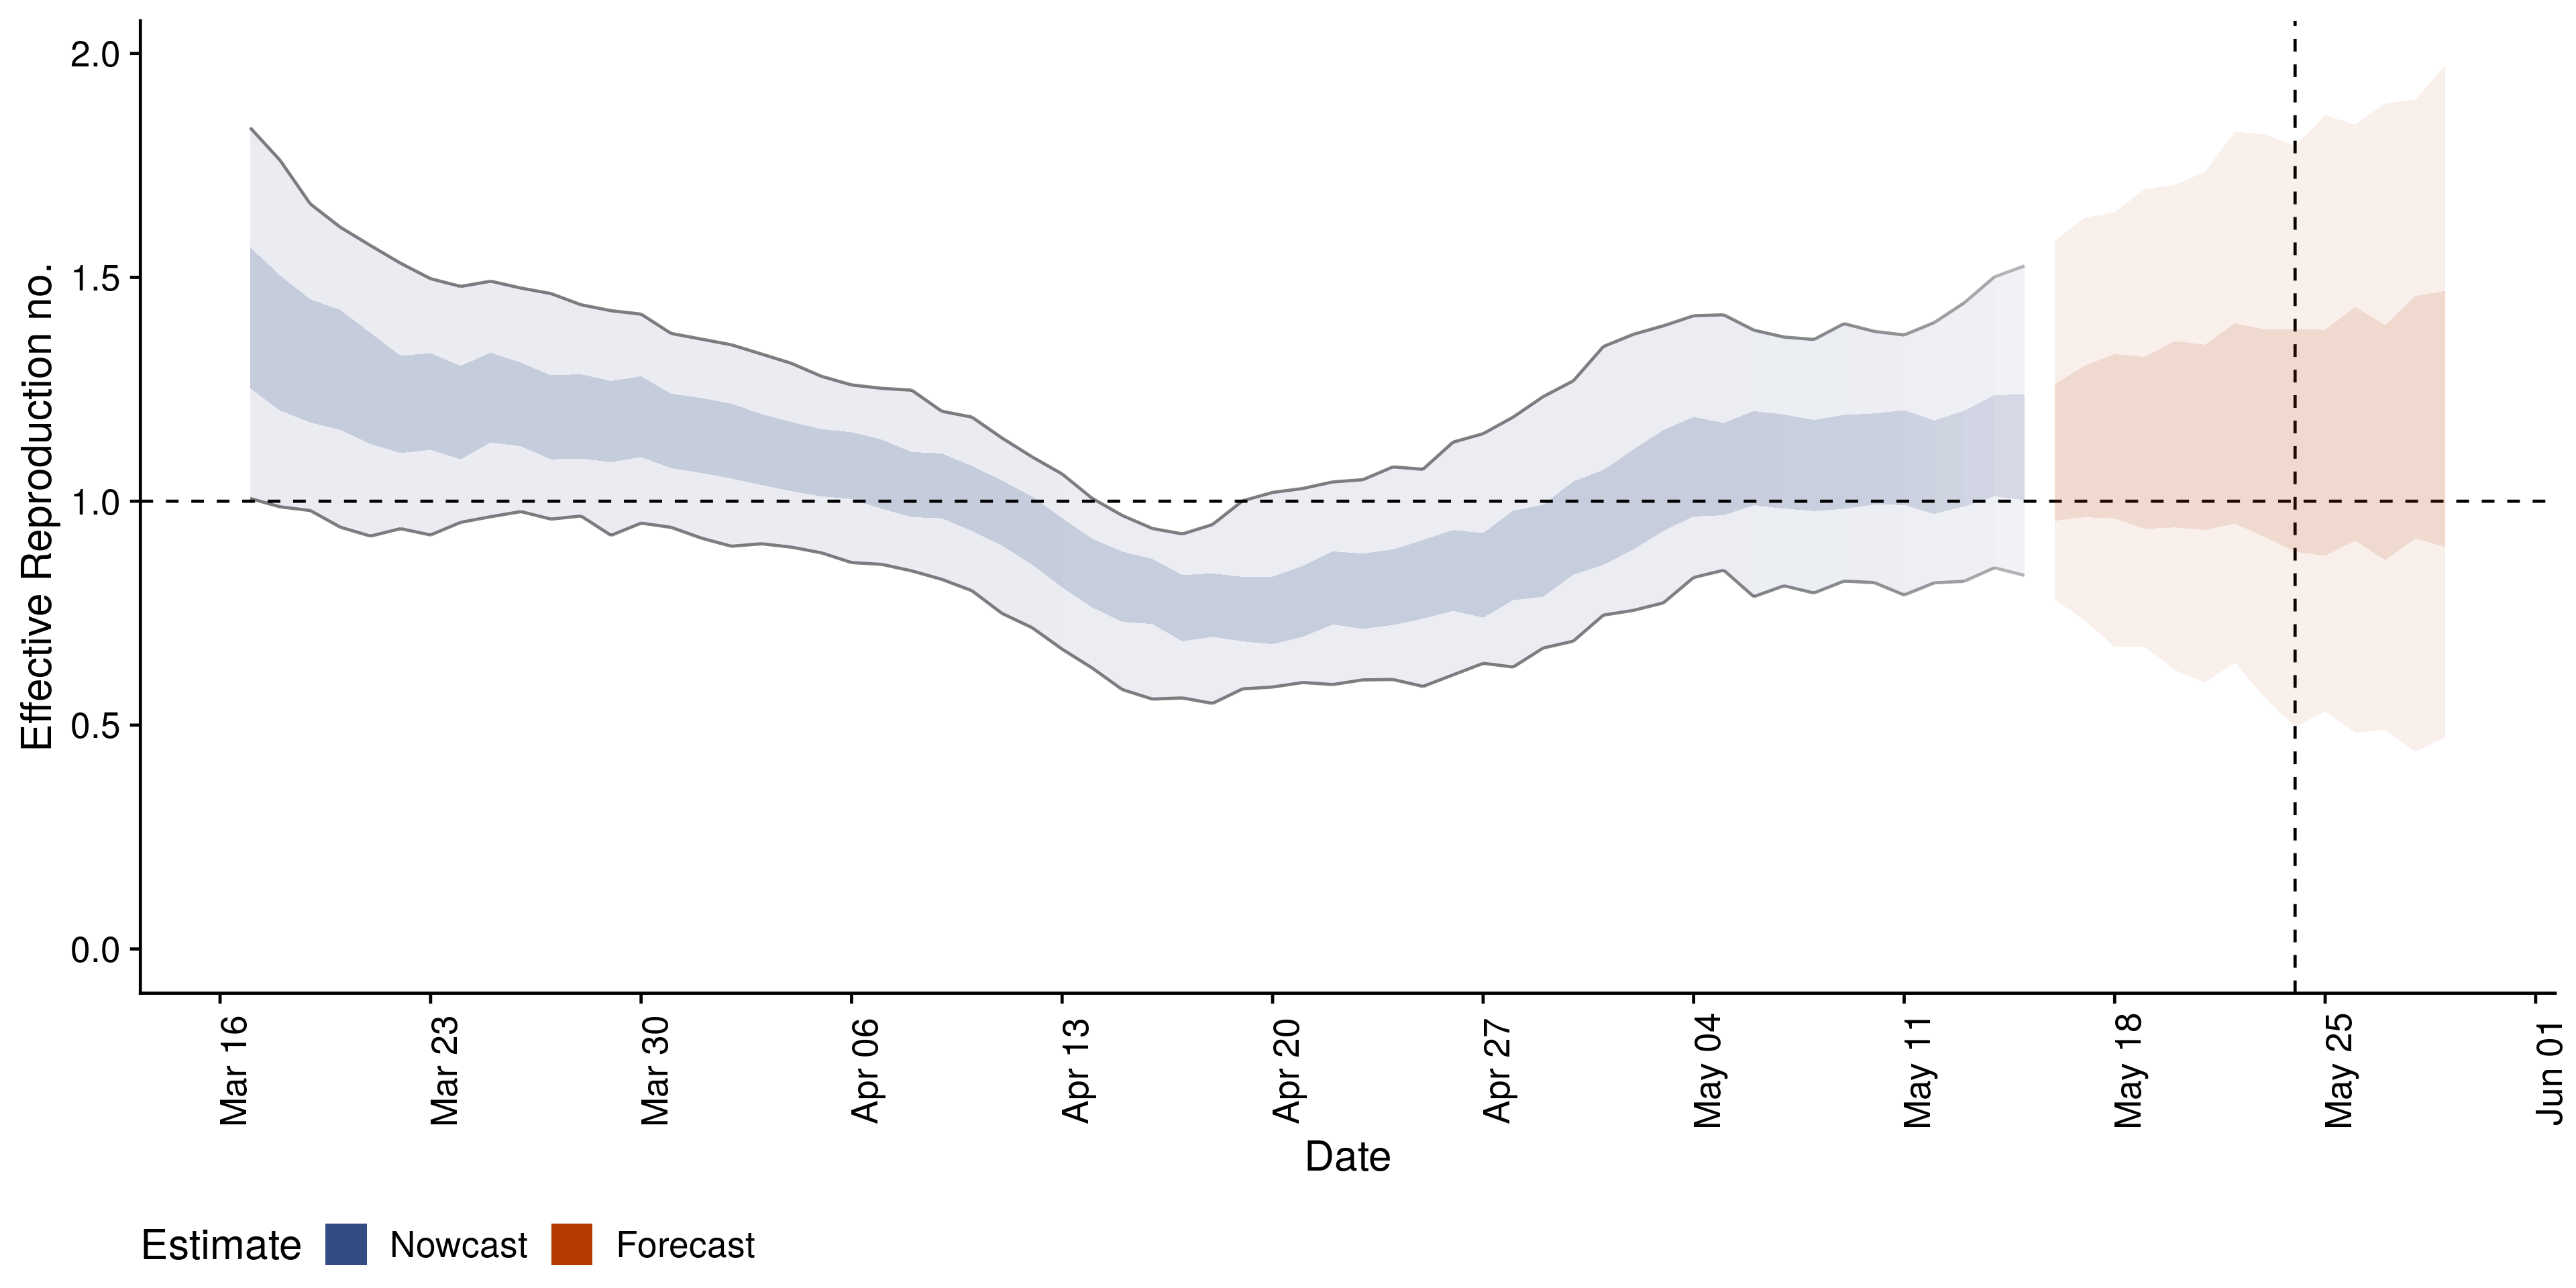 Effective Reproduction no.
2.0
1.5
1.0
0.5
0.0
Mar 16
Mar 23
Mar 30
Apr 06
Apr 13
Apr 20
Apr 27
May 04
May 11
May 18
May 25
Jun 01
Date
Estimate Nowcast Forecast